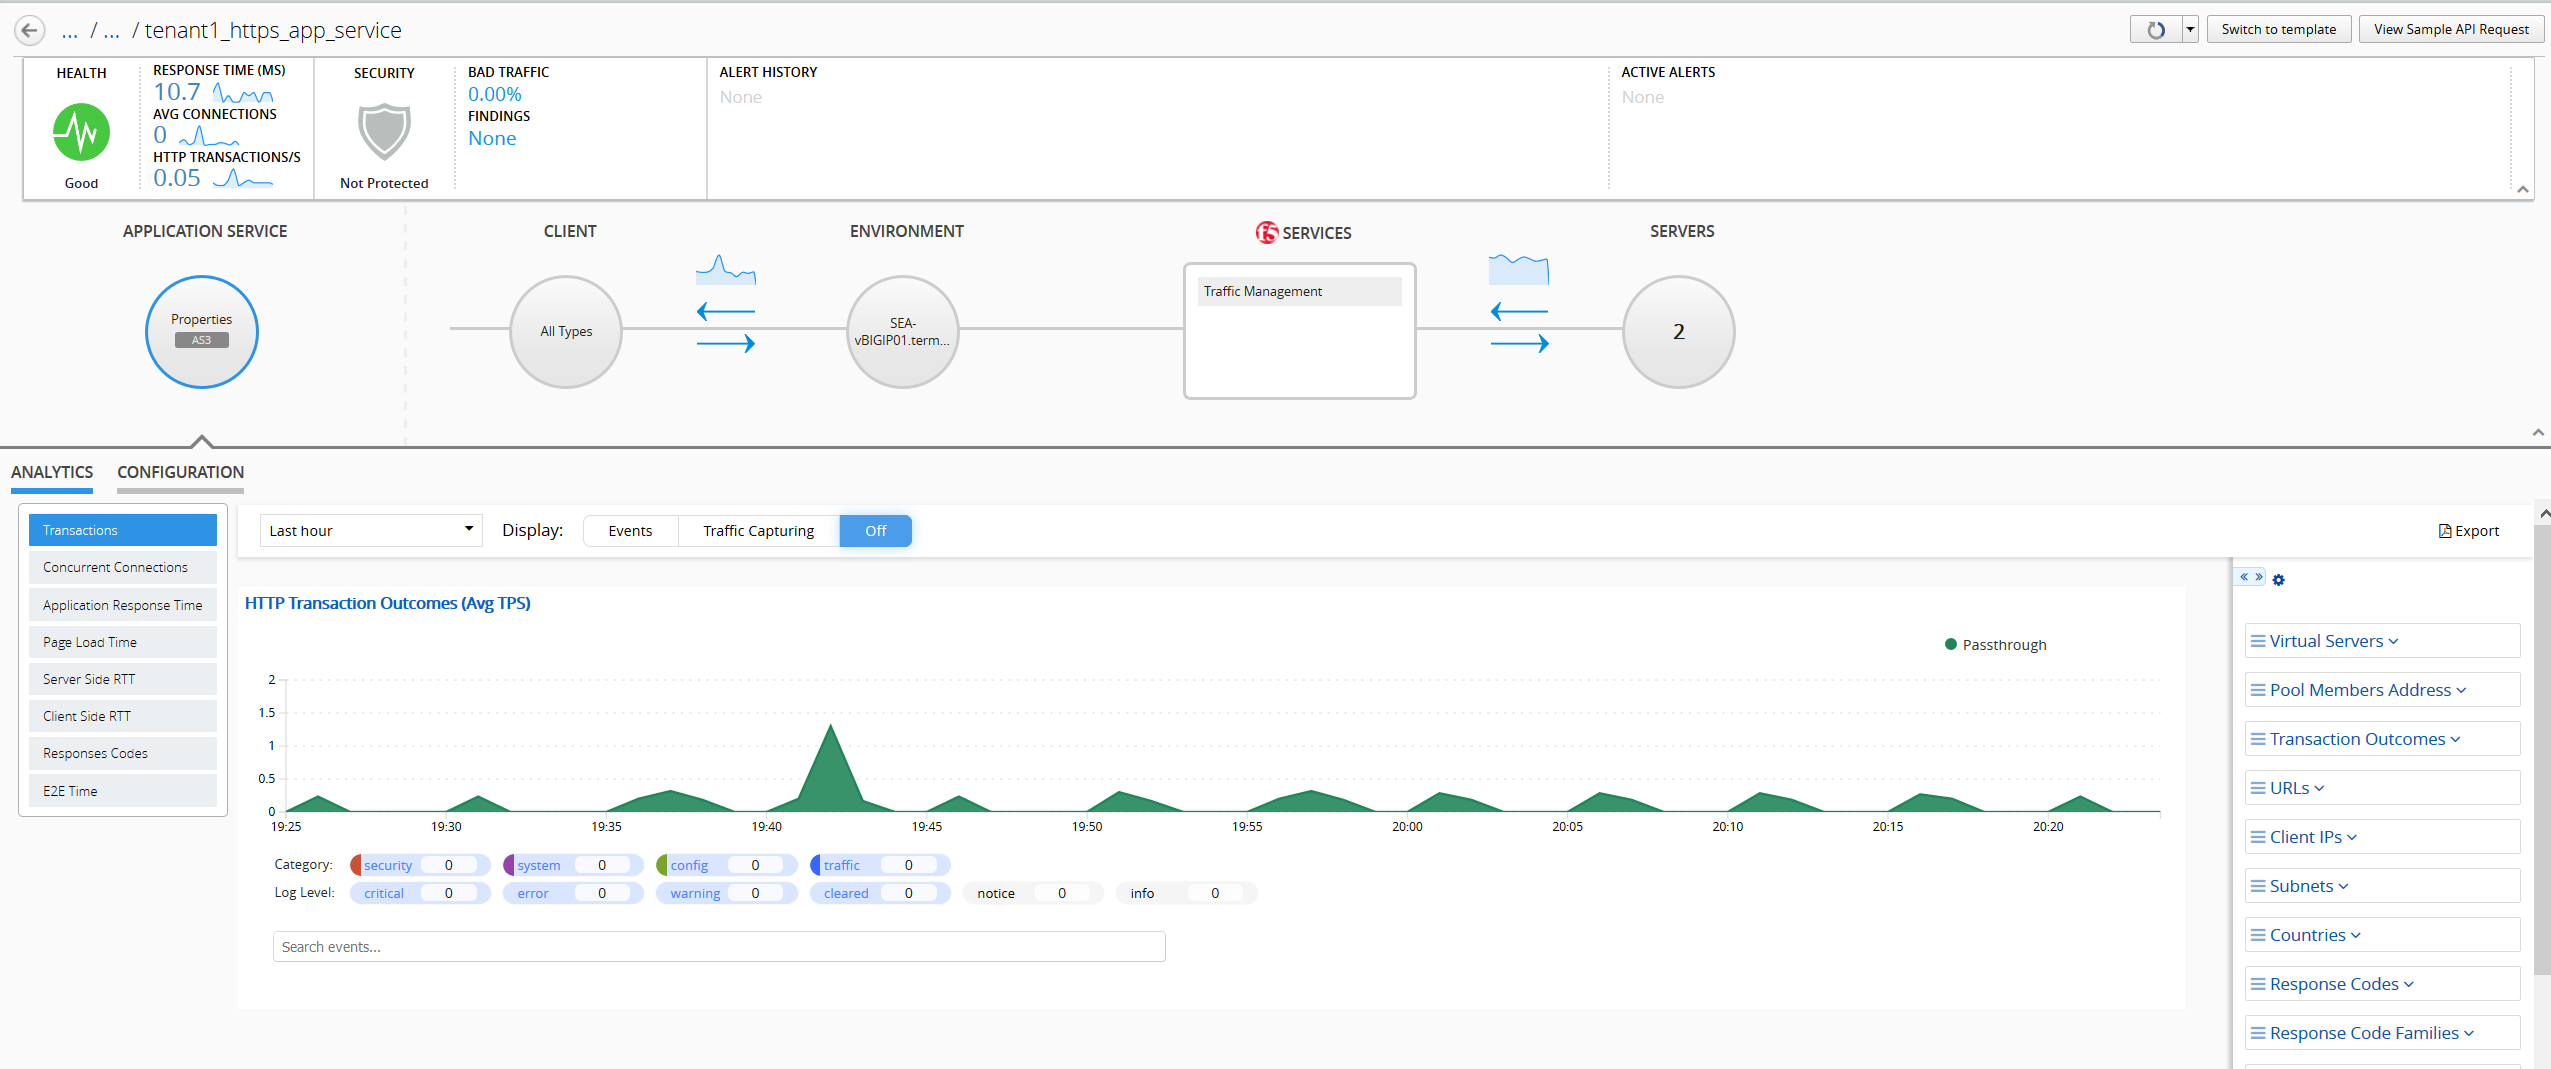 ... / ... / tenant1_https_app_service
Switch to template
View Sample API Request
HEALTH
Good
RESPONSE TIME (MS)
10.7
AVG CONNECTIONS
0
HTTP TRANSACTIONS/S
0.05
SECURITY
Not Protected
BAD TRAFFIC
0.00%
FINDINGS
None
ALERT HISTORY
None
ACTIVE ALERTS
None
APPLICATION SERVICE
CLIENT
ENVIRONMENT
f5 SERVICES
SERVERS
Properties
AS3
All Types
SEA-
vBIGIP01.term...
Traffic Management
2
ANALYTICS
CONFIGURATION
Transactions
Concurrent Connections
Application Response Time
Page Load Time
Server Side RTT
Client Side RTT
Responses Codes
E2E Time
Last hour
Display:
Events
Traffic Capturing
Off
Export
HTTP Transaction Outcomes (Avg TPS)
Passthrough
2
1.5
1
0.5
0
19:25 19:30 19:35 19:40 19:45 19:50 19:55 20:00 20:05 20:10 20:15 20:20
Category: security 0 system 0 config 0 traffic 0
Log Level: critical 0 error 0 warning 0 cleared 0 notice 0 info 0
Search events...
Virtual Servers
Pool Members Address
Transaction Outcomes
URLs
Client IPs
Subnets
Countries
Response Codes
Response Code Families